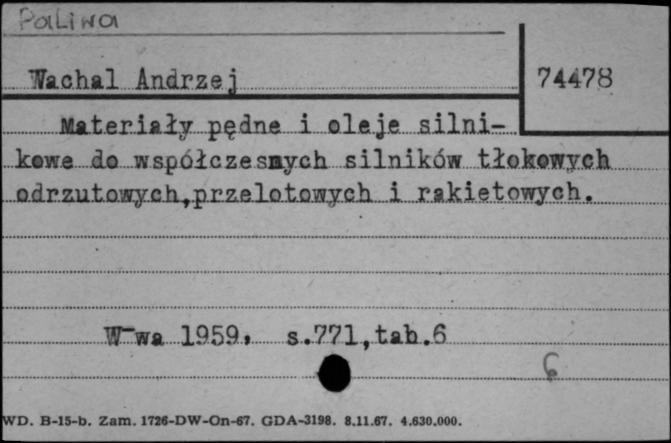 Paliwa
Wachal Andrzej
74478
Materiały pędne i oleje silni-
kowe do współczesnych silników tłokowych
odrzutowych,przelotowych i rakietowych.
W-wa 1959, s.771,tab.6
6
WD. B-15-b. Zam. 1726-DW-On-67. GDA-3198. 8.11.67. 4.630.000.